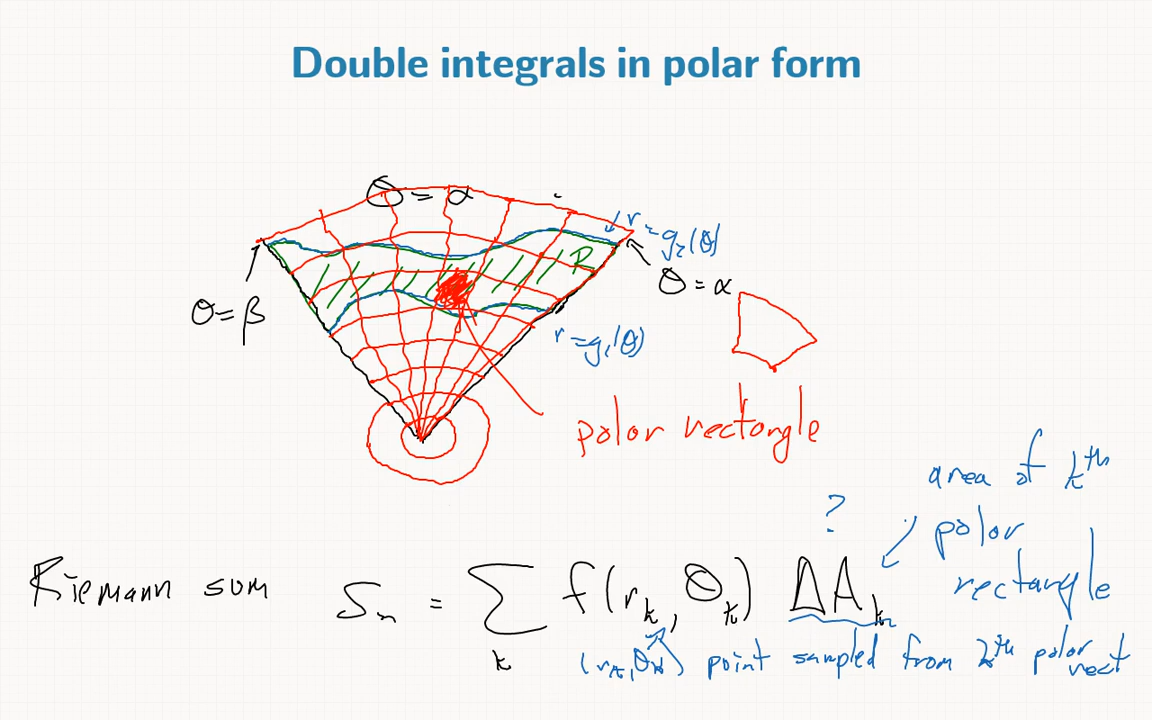 Double integrals in polar form
θ = α
r = g₂(θ)
R
θ = α
θ = β
r = g₁(θ)
polar rectangle
area of kth
?
polar
rectangle
Riemann sum Sₙ = Σₖ f(rₖ, θₖ) ΔAₖ
(rₖ, θₖ) point sampled from kth polar
rect